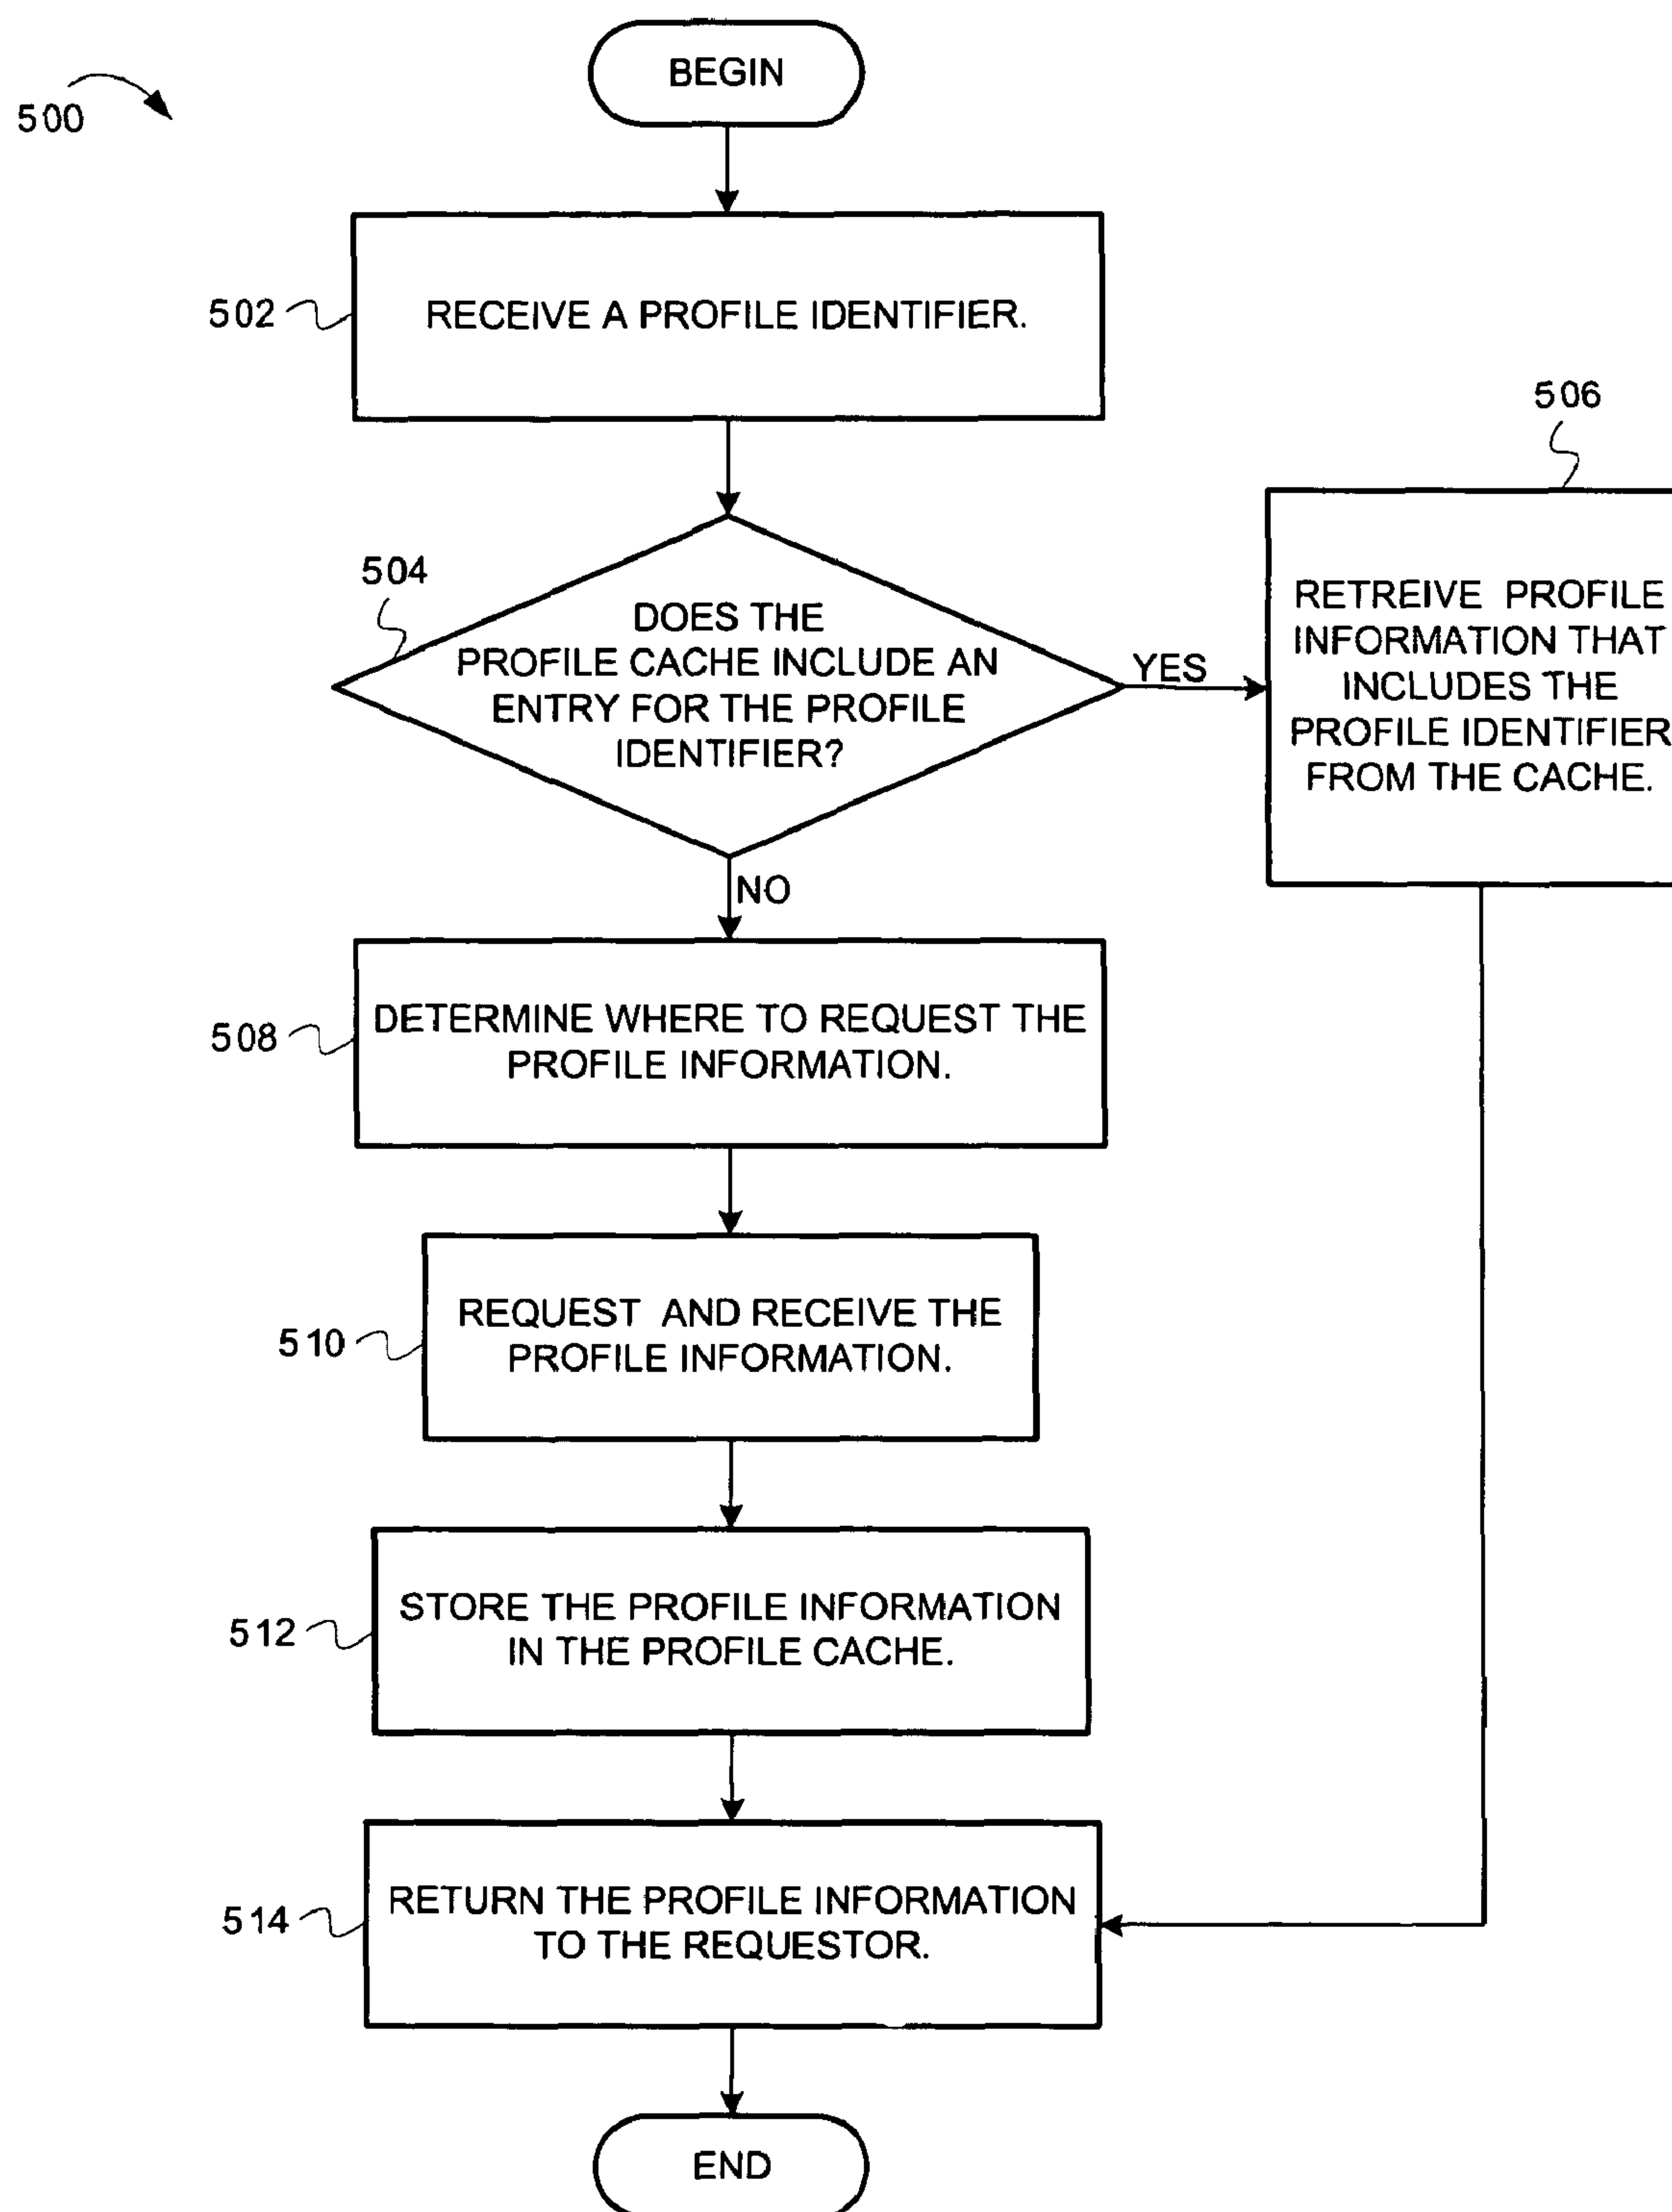 BEGIN
500
502
RECEIVE A PROFILE IDENTIFIER.
506
504
DOES THE
PROFILE CACHE INCLUDE AN
ENTRY FOR THE PROFILE
IDENTIFIER?
YES
RETREIVE PROFILE
INFORMATION THAT
INCLUDES THE
PROFILE IDENTIFIER
FROM THE CACHE.
NO
508
DETERMINE WHERE TO REQUEST THE
PROFILE INFORMATION.
510
REQUEST AND RECEIVE THE
PROFILE INFORMATION.
512
STORE THE PROFILE INFORMATION
IN THE PROFILE CACHE.
514
RETURN THE PROFILE INFORMATION
TO THE REQUESTOR.
END